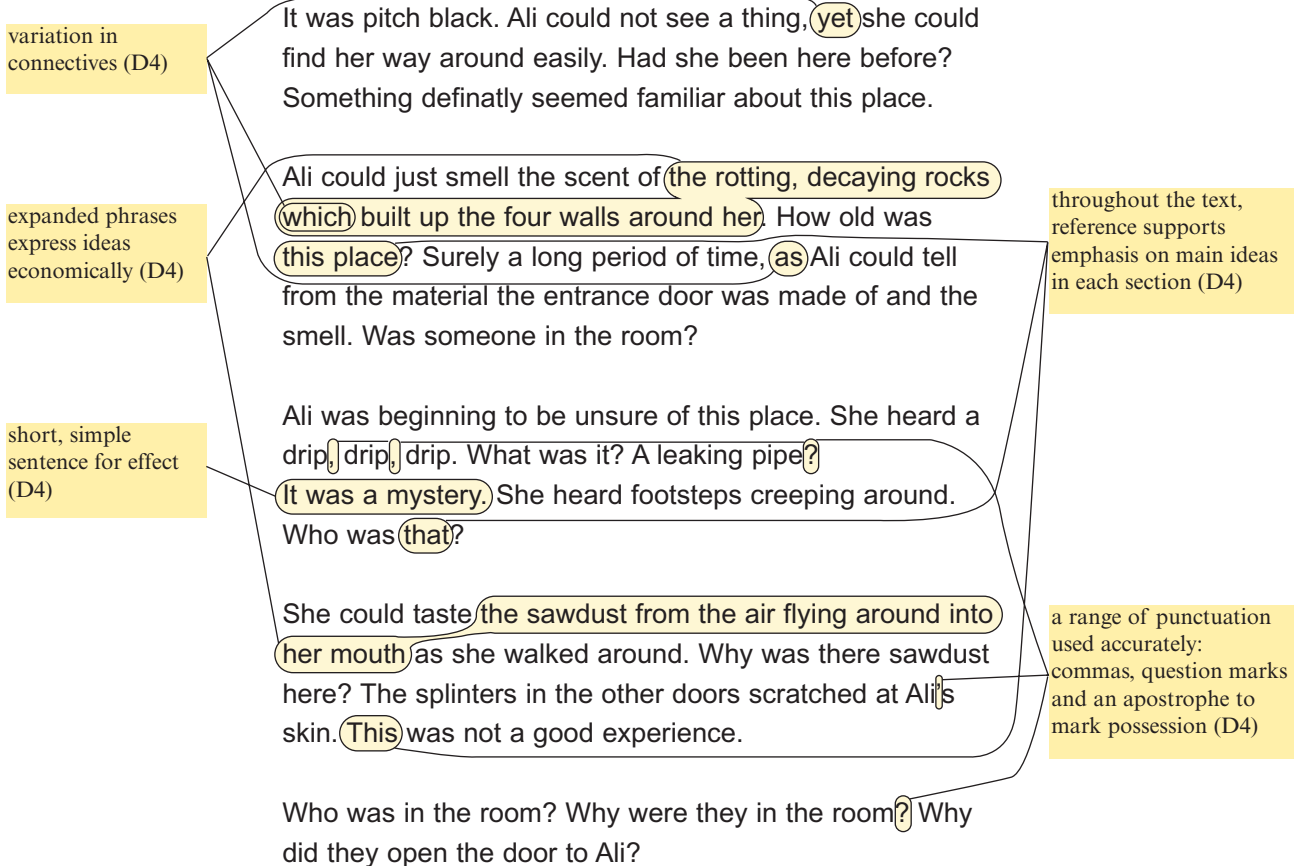 variation in
connectives (D4)
It was pitch black. Ali could not see a thing, yet she could
find her way around easily. Had she been here before?
Something definatly seemed familiar about this place.
expanded phrases
express ideas
economically (D4)
Ali could just smell the scent of the rotting, decaying rocks
which built up the four walls around her. How old was
this place? Surely a long period of time, as Ali could tell
from the material the entrance door was made of and the
smell. Was someone in the room?
throughout the text,
reference supports
emphasis on main ideas
in each section (D4)
short, simple
sentence for effect
(D4)
Ali was beginning to be unsure of this place. She heard a
drip, drip, drip. What was it? A leaking pipe?
It was a mystery. She heard footsteps creeping around.
Who was that?
She could taste the sawdust from the air flying around into
her mouth as she walked around. Why was there sawdust
here? The splinters in the other doors scratched at Ali's
skin. This was not a good experience.
a range of punctuation
used accurately:
commas, question marks
and an apostrophe to
mark possession (D4)
Who was in the room? Why were they in the room? Why
did they open the door to Ali?